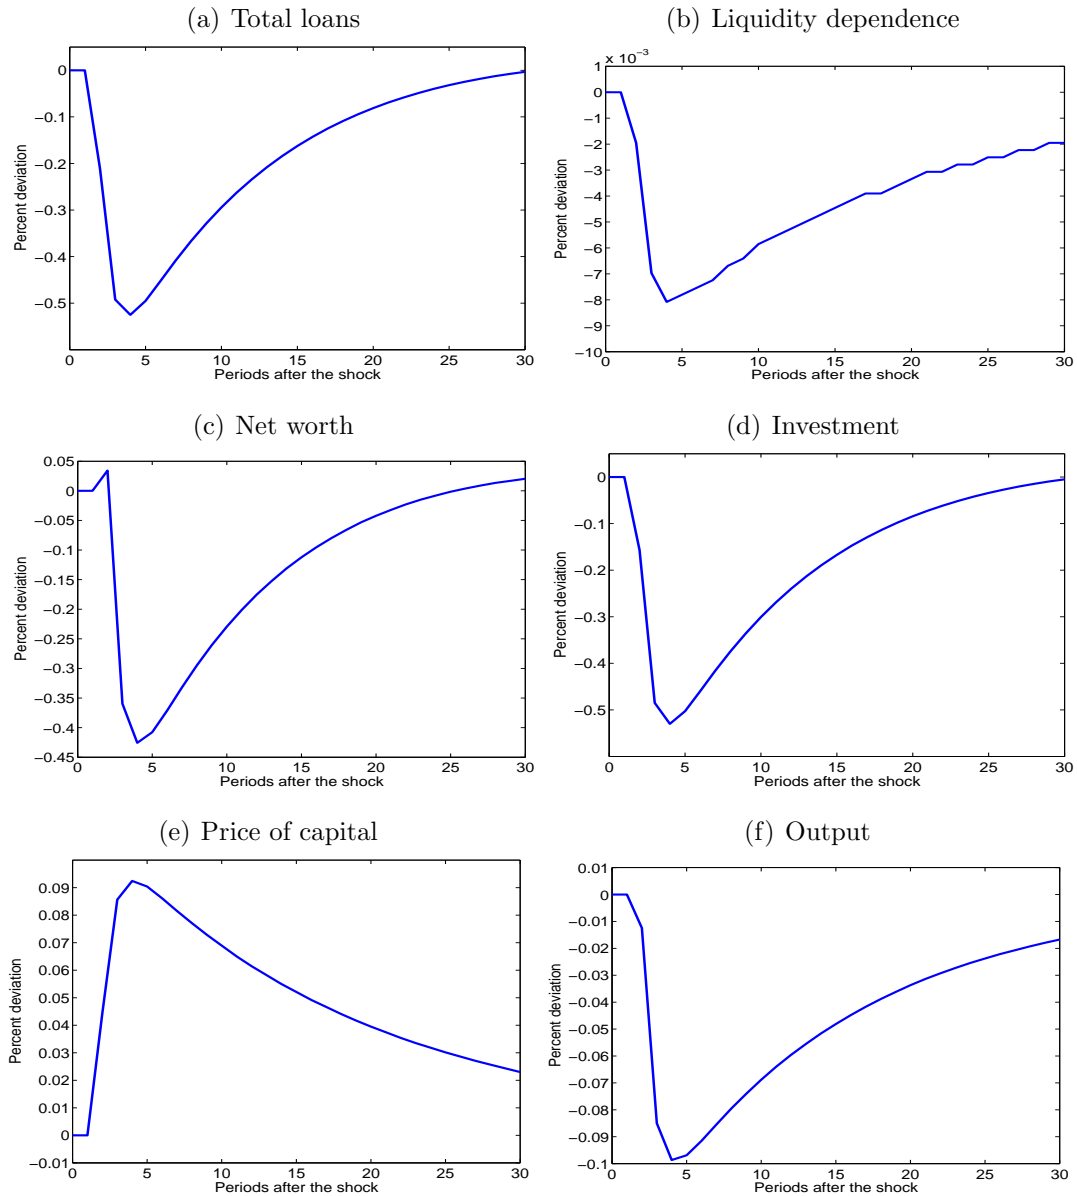 (a) Total loans
0
−0.1
−0.2
−0.3
−0.4
−0.5
Percent deviation
0 5 10 15 20 25 30
Periods after the shock
(b) Liquidity dependence
x 10−3
1
0
−1
−2
−3
−4
−5
−6
−7
−8
−9
−10
Percent deviation
0 5 10 15 20 25 30
Periods after the shock
(c) Net worth
0.05
0
−0.05
−0.1
−0.15
−0.2
−0.25
−0.3
−0.35
−0.4
−0.45
Percent deviation
0 5 10 15 20 25 30
Periods after the shock
(d) Investment
0
−0.1
−0.2
−0.3
−0.4
−0.5
Percent deviation
0 5 10 15 20 25 30
Periods after the shock
(e) Price of capital
0.09
0.08
0.07
0.06
0.05
0.04
0.03
0.02
0.01
0
−0.01
Percent deviation
0 5 10 15 20 25 30
Periods after the shock
(f) Output
0.01
0
−0.01
−0.02
−0.03
−0.04
−0.05
−0.06
−0.07
−0.08
−0.09
−0.1
Percent deviation
0 5 10 15 20 25 30
Periods after the shock